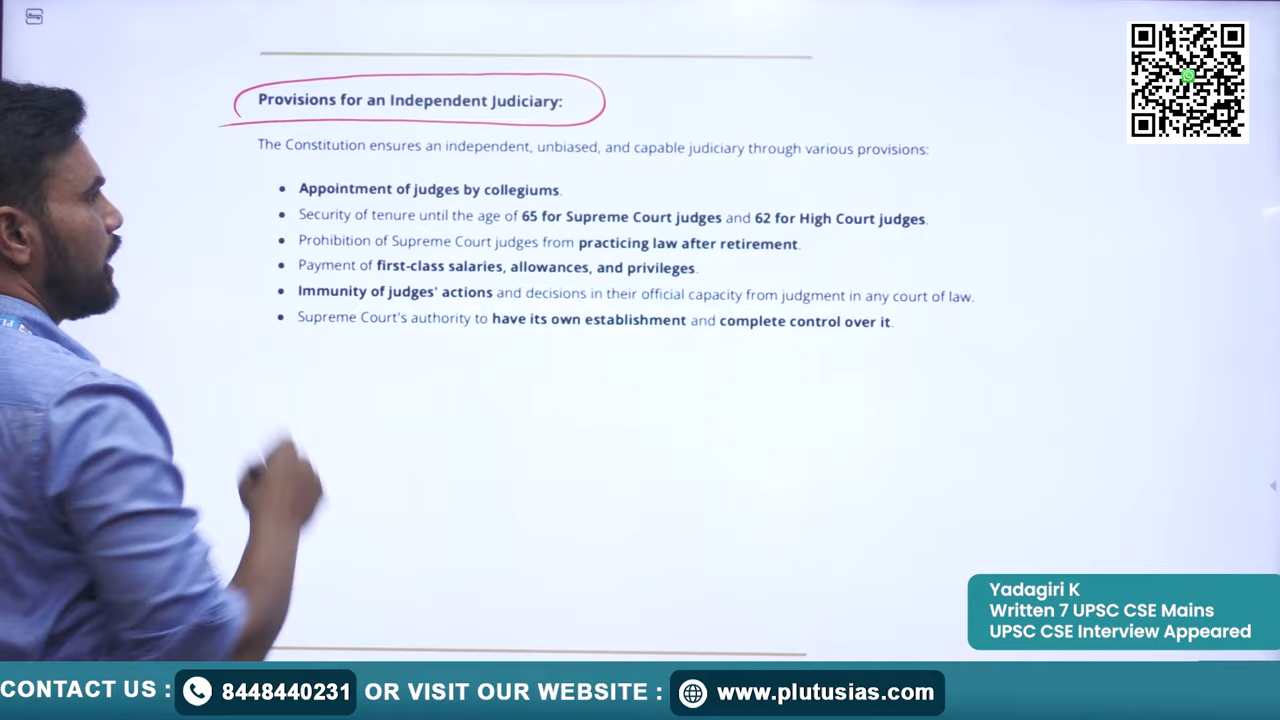 Provisions for an Independent Judiciary:
The Constitution ensures an independent, unbiased, and capable judiciary through various provisions:
• Appointment of judges by collegiums.
• Security of tenure until the age of 65 for Supreme Court judges and 62 for High Court judges.
• Prohibition of Supreme Court judges from practicing law after retirement.
• Payment of first-class salaries, allowances, and privileges.
• Immunity of judges' actions and decisions in their official capacity from judgment in any court of law.
• Supreme Court's authority to have its own establishment and complete control over it.
Yadagiri K
Written 7 UPSC CSE Mains
UPSC CSE Interview Appeared
CONTACT US : 8448440231 OR VISIT OUR WEBSITE : www.plutusias.com